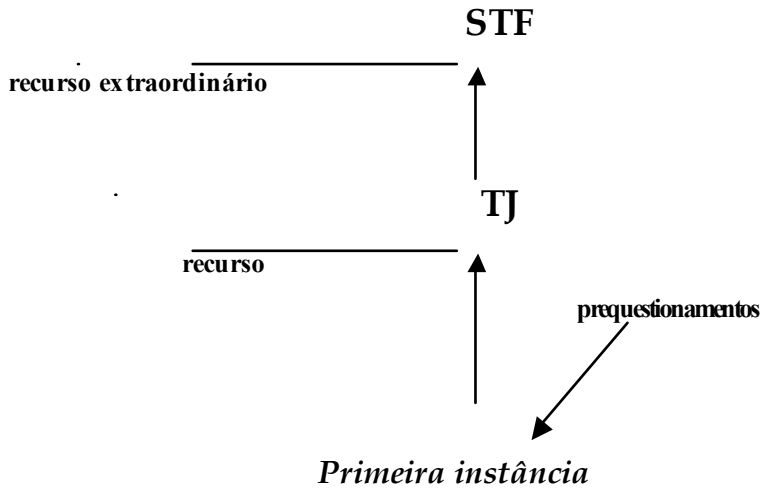 STF
recurso extraordinário
TJ
recurso
prequestionamentos
Primeira instância